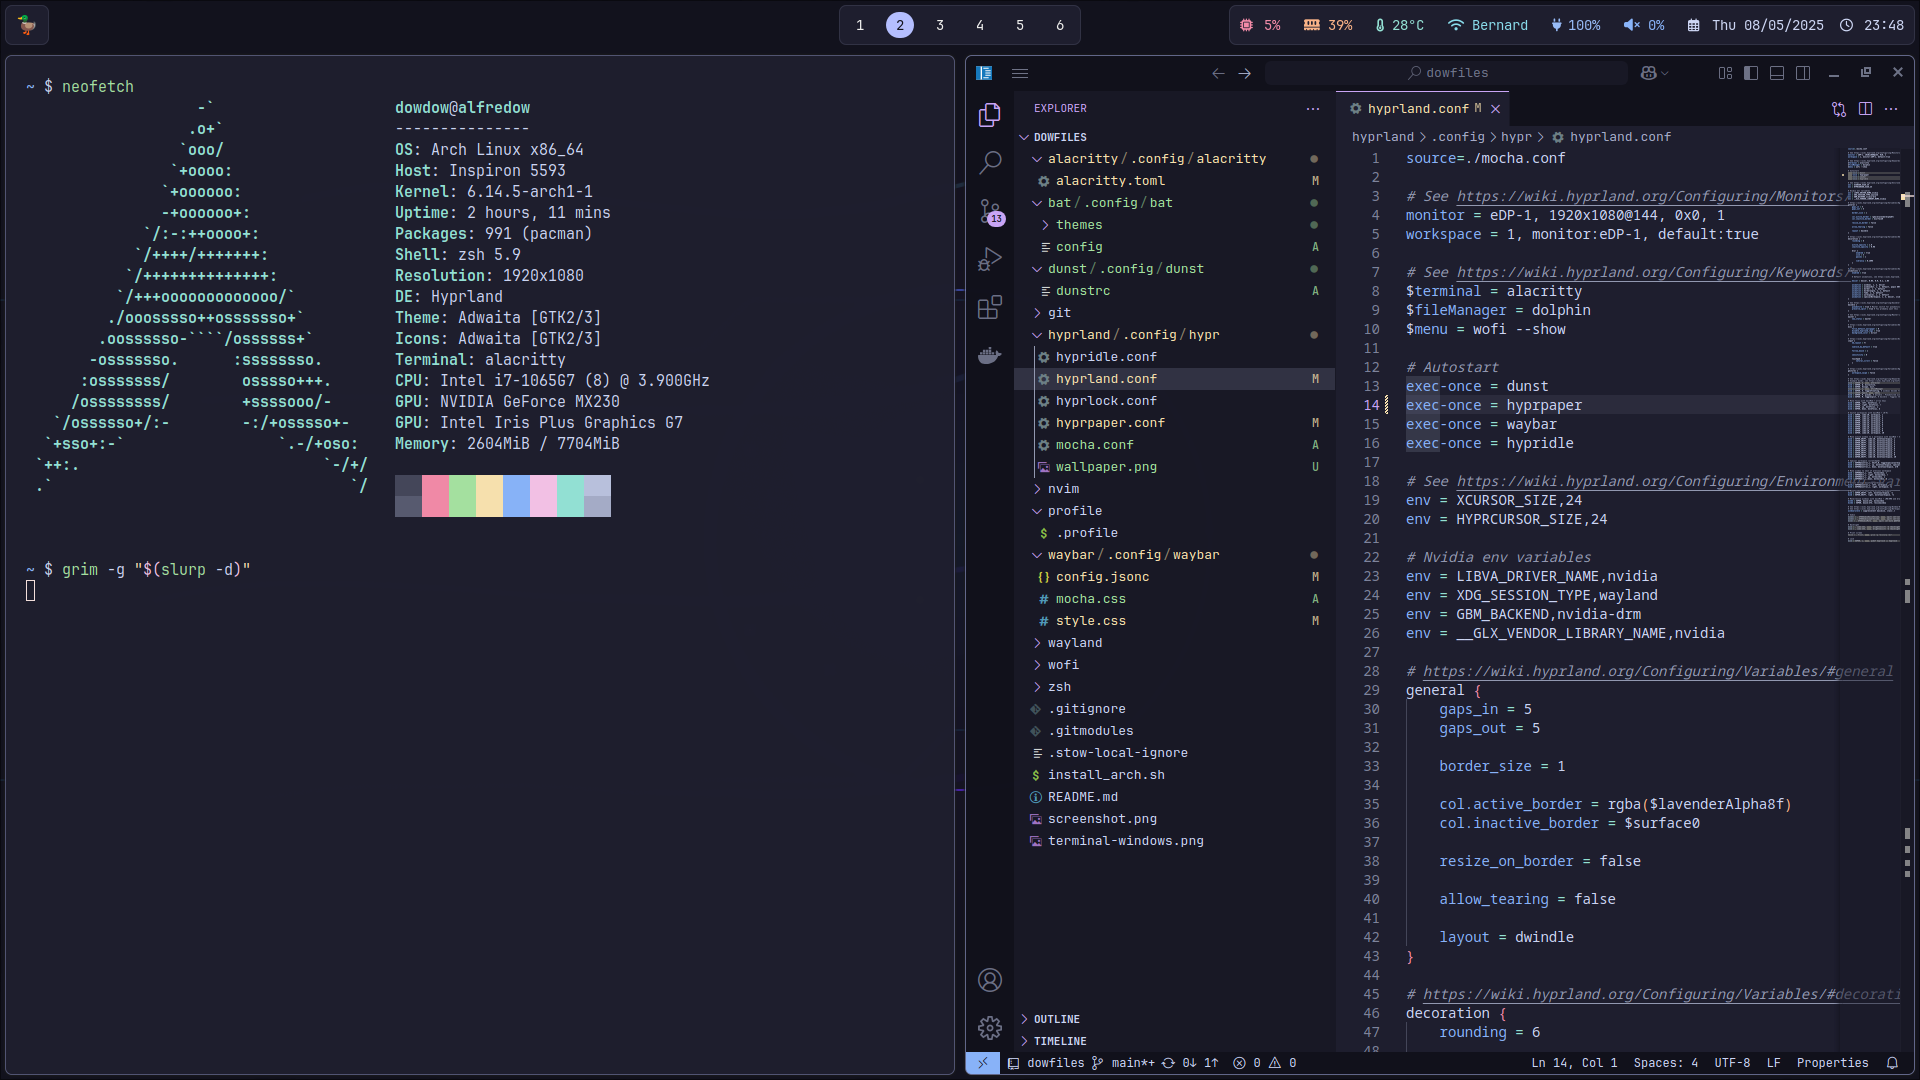 1 2 3 4 5 6
5% 39% 28°C Bernard 100% 0% Thu 08/05/2025 23:48
~ $ neofetch
-`
.o+`
`ooo/
`+oooo:
`+oooooo:
-+oooooo+:
`/:-:++oooo+:
`/++++/+++++++:
`/++++++++++++++:
`/+++ooooooooooooo/`
./ooosssso++osssssso+`
.oossssso-````/ossssss+`
-osssssso.      :ssssssso.
:osssssss/        osssso+++.
/ossssssss/        +ssssooo/-
`/ossssso+/:-        -:/+osssso+-
`+sso+:-`                 `.-/+oso:
`++:.                           `-/+/
.`                                 `/
dowdow@alfredow
---------------
OS: Arch Linux x86_64
Host: Inspiron 5593
Kernel: 6.14.5-arch1-1
Uptime: 2 hours, 11 mins
Packages: 991 (pacman)
Shell: zsh 5.9
Resolution: 1920x1080
DE: Hyprland
Theme: Adwaita [GTK2/3]
Icons: Adwaita [GTK2/3]
Terminal: alacritty
CPU: Intel i7-1065G7 (8) @ 3.900GHz
GPU: NVIDIA GeForce MX230
GPU: Intel Iris Plus Graphics G7
Memory: 2604MiB / 7704MiB
~ $ grim -g "$(slurp -d)"
dowfiles
13
EXPLORER
DOWFILES
alacritty/.config/alacritty
alacritty.toml M
bat/.config/bat
themes
config A
dunst/.config/dunst
dunstrc A
git
hyprland/.config/hypr
hypridle.conf
hyprland.conf M
hyprlock.conf
hyprpaper.conf M
mocha.conf A
wallpaper.png U
nvim
profile
$ .profile
waybar/.config/waybar
{} config.jsonc M
# mocha.css A
# style.css M
wayland
wofi
zsh
.gitignore
.gitmodules
.stow-local-ignore
$ install_arch.sh
README.md
screenshot.png
terminal-windows.png
OUTLINE
TIMELINE
hyprland.conf M
hyprland > .config > hypr > hyprland.conf
1 source=./mocha.conf
2
3 # See https://wiki.hyprland.org/Configuring/Monitors/
4 monitor = eDP-1, 1920x1080@144, 0x0, 1
5 workspace = 1, monitor:eDP-1, default:true
6
7 # See https://wiki.hyprland.org/Configuring/Keywords/
8 $terminal = alacritty
9 $fileManager = dolphin
10 $menu = wofi --show
11
12 # Autostart
13 exec-once = dunst
14 exec-once = hyprpaper
15 exec-once = waybar
16 exec-once = hypridle
17
18 # See https://wiki.hyprland.org/Configuring/Environme
19 env = XCURSOR_SIZE,24
20 env = HYPRCURSOR_SIZE,24
21
22 # Nvidia env variables
23 env = LIBVA_DRIVER_NAME,nvidia
24 env = XDG_SESSION_TYPE,wayland
25 env = GBM_BACKEND,nvidia-drm
26 env = __GLX_VENDOR_LIBRARY_NAME,nvidia
27
28 # https://wiki.hyprland.org/Configuring/Variables/#general
29 general {
30 gaps_in = 5
31 gaps_out = 5
32
33 border_size = 1
34
35 col.active_border = rgba($lavenderAlpha8f)
36 col.inactive_border = $surface0
37
38 resize_on_border = false
39
40 allow_tearing = false
41
42 layout = dwindle
43 }
44
45 # https://wiki.hyprland.org/Configuring/Variables/#decorati
46 decoration {
47 rounding = 6
48
dowfiles main*+ 0↓ 1↑ 0 0 Ln 14, Col 1 Spaces: 4 UTF-8 LF Properties